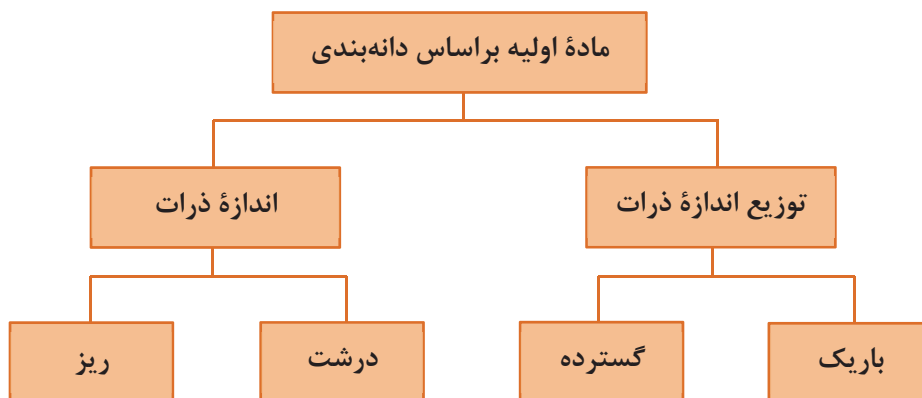 مادهٔ اولیه براساس دانه‌بندی
توزیع اندازهٔ ذرات
اندازهٔ ذرات
باریک
گسترده
درشت
ریز